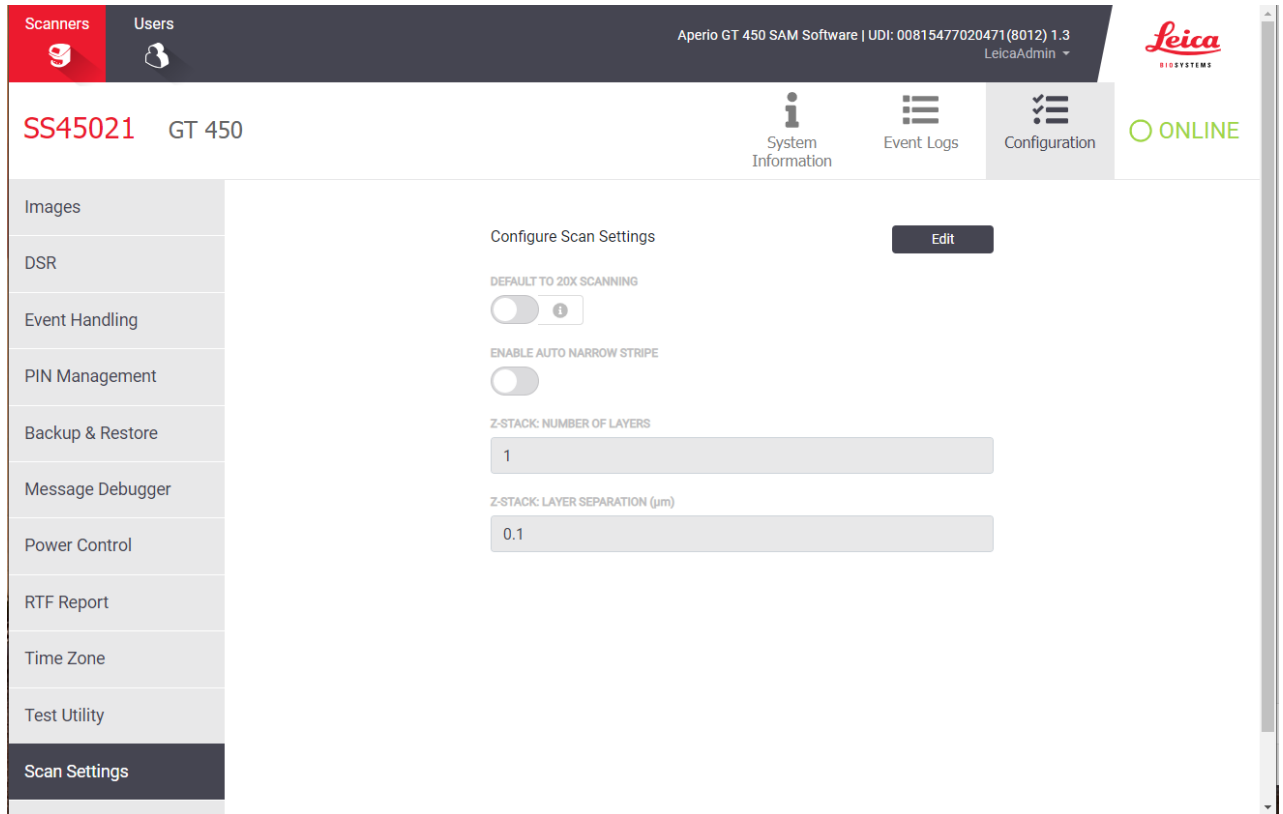 Scanners
Users
Aperio GT 450 SAM Software | UDI: 00815477020471(8012) 1.3
LeicaAdmin
Leica
BIOSYSTEMS
SS45021 GT 450
System
Information
Event Logs
Configuration
ONLINE
Images
DSR
Event Handling
PIN Management
Backup & Restore
Message Debugger
Power Control
RTF Report
Time Zone
Test Utility
Scan Settings
Configure Scan Settings
Edit
DEFAULT TO 20X SCANNING
ENABLE AUTO NARROW STRIPE
Z-STACK: NUMBER OF LAYERS
1
Z-STACK: LAYER SEPARATION (μm)
0.1